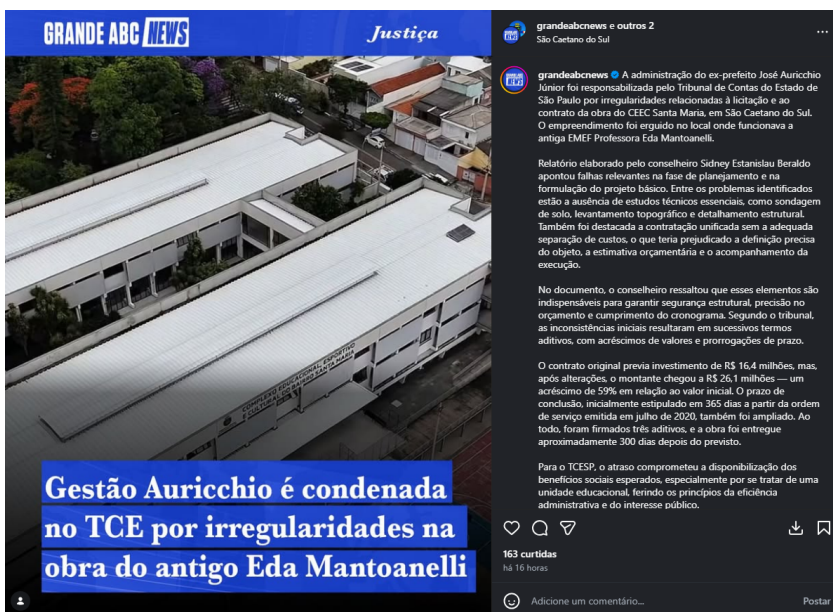 GRANDE ABC NEWS
Justiça
COMPLEXO EDUCACIONAL, ESPORTIVO
E CULTURAL DO BAIRRO SANTA MARIA
Gestão Auricchio é condenada
no TCE por irregularidades na
obra do antigo Eda Mantoanelli
grandeabcnews e outros 2
São Caetano do Sul
grandeabcnews A administração do ex-prefeito José Auricchio
Júnior foi responsabilizada pelo Tribunal de Contas do Estado de
São Paulo por irregularidades relacionadas à licitação e ao
contrato da obra do CEEC Santa Maria, em São Caetano do Sul.
O empreendimento foi erguido no local onde funcionava a
antiga EMEF Professora Eda Mantoanelli.
Relatório elaborado pelo conselheiro Sidney Estanislau Beraldo
apontou falhas relevantes na fase de planejamento e na
formulação do projeto básico. Entre os problemas identificados
estão a ausência de estudos técnicos essenciais, como sondagem
de solo, levantamento topográfico e detalhamento estrutural.
Também foi destacada a contratação unificada sem a adequada
separação de custos, o que teria prejudicado a definição precisa
do objeto, a estimativa orçamentária e o acompanhamento da
execução.
No documento, o conselheiro ressaltou que esses elementos são
indispensáveis para garantir segurança estrutural, precisão no
orçamento e cumprimento do cronograma. Segundo o tribunal,
as inconsistências iniciais resultaram em sucessivos termos
aditivos, com acréscimos de valores e prorrogações de prazo.
O contrato original previa investimento de R$ 16,4 milhões, mas,
após alterações, o montante chegou a R$ 26,1 milhões — um
acréscimo de 59% em relação ao valor inicial. O prazo de
conclusão, inicialmente estipulado em 365 dias a partir da ordem
de serviço emitida em julho de 2020, também foi ampliado. Ao
todo, foram firmados três aditivos, e a obra foi entregue
aproximadamente 300 dias depois do previsto.
Para o TCESP, o atraso comprometeu a disponibilização dos
benefícios sociais esperados, especialmente por se tratar de uma
unidade educacional, ferindo os princípios da eficiência
administrativa e do interesse público.
163 curtidas
há 16 horas
Adicione um comentário...
Postar